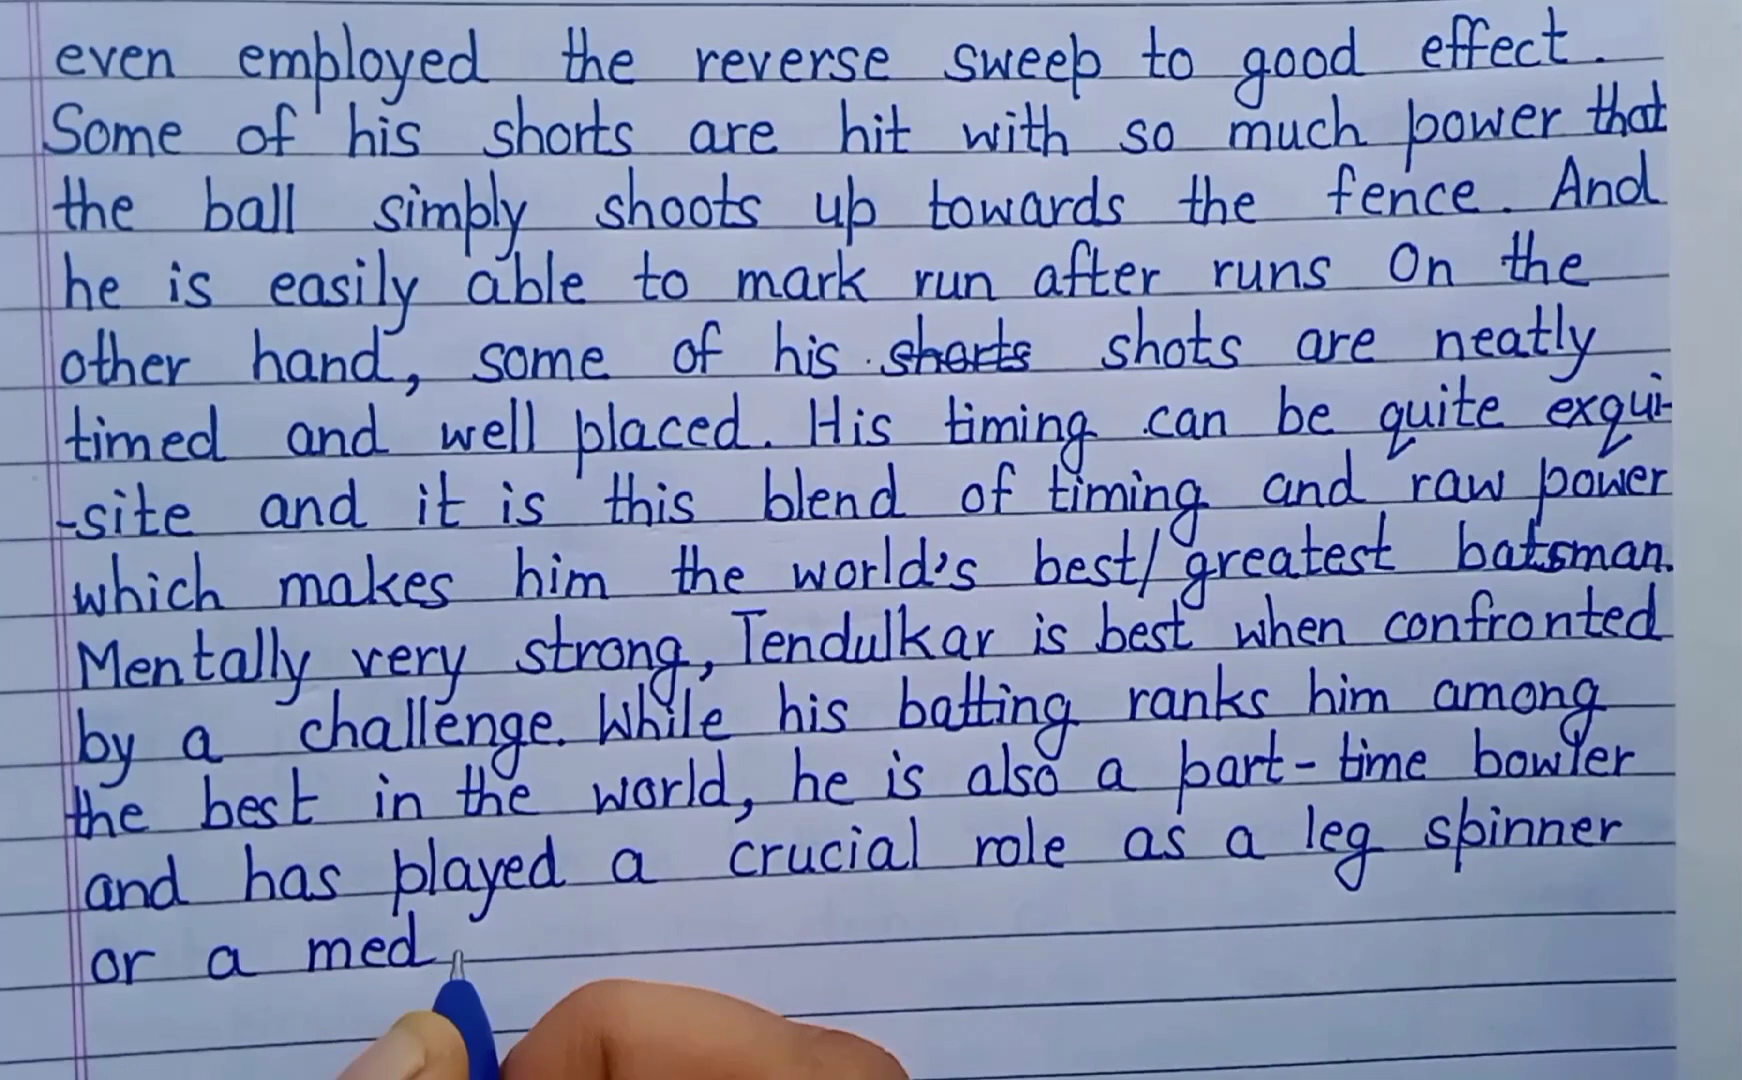 even employed the reverse sweep to good effect.
Some of his shorts are hit with so much power that
the ball simply shoots up towards the fence. And
he is easily able to mark run after runs On the
other hand, some of his shorts shots are neatly
timed and well placed. His timing can be quite exqui-
-site and it is this blend of timing and raw power
which makes him the world's best/greatest batsman.
Mentally very strong, Tendulkar is best when confronted
by a challenge. While his batting ranks him among
the best in the world, he is also a part-time bowler
and has played a crucial role as a leg spinner
or a med